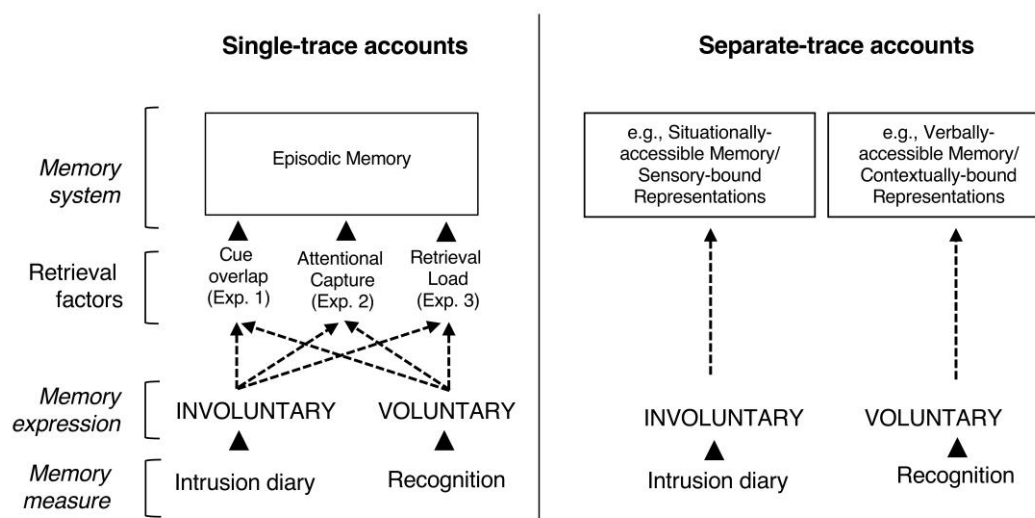 Single-trace accounts
Separate-trace accounts
Memory
system
Episodic Memory
e.g., Situationally-
accessible Memory/
Sensory-bound
Representations
e.g., Verbally-
accessible Memory/
Contextually-bound
Representations
Retrieval
factors
Cue
overlap
(Exp. 1)
Attentional
Capture
(Exp. 2)
Retrieval
Load
(Exp. 3)
Memory
expression
INVOLUNTARY
VOLUNTARY
INVOLUNTARY
VOLUNTARY
Memory
measure
Intrusion diary
Recognition
Intrusion diary
Recognition